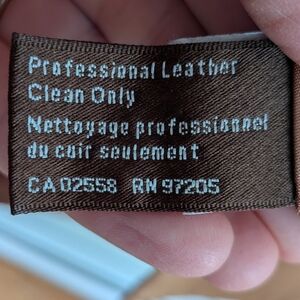 Professional Leather
Clean Only
Nettoyage professionnel
du cuir seulement
CA 02558 RN 97205